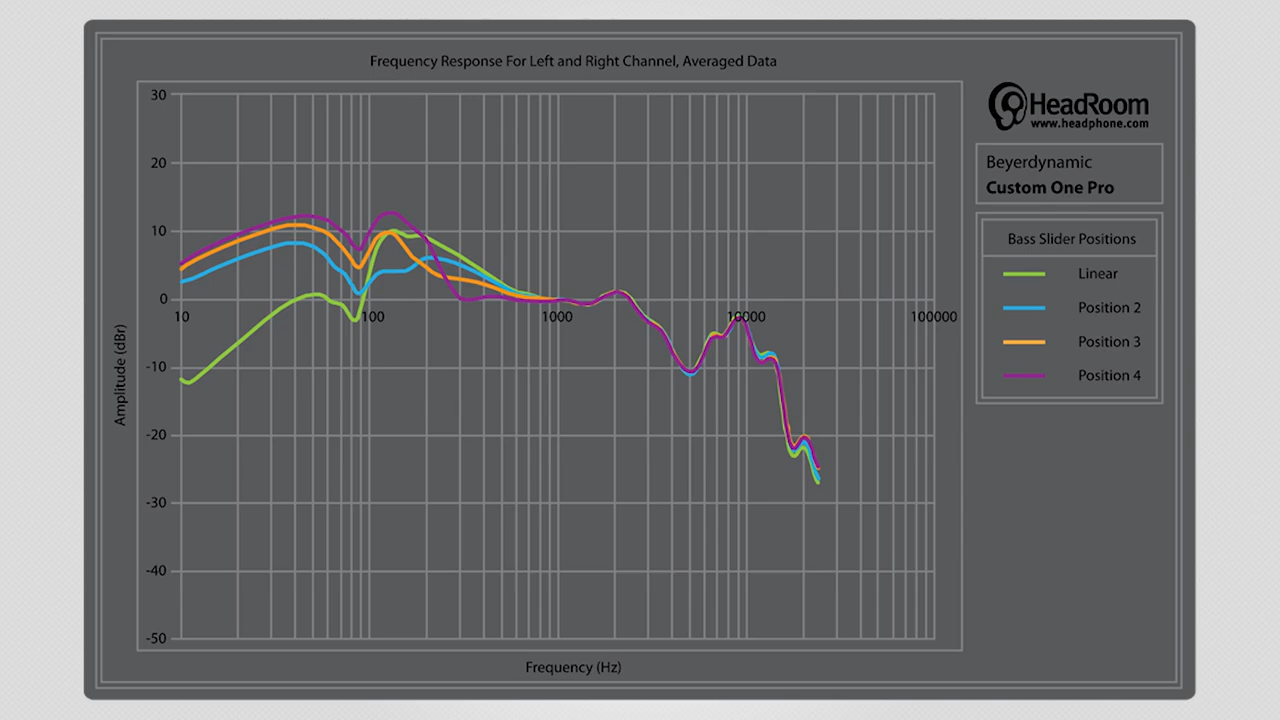 Frequency Response For Left and Right Channel, Averaged Data
30
20
10
0
-10
-20
-30
-40
-50
10
100
1000
10000
100000
Amplitude (dBr)
Frequency (Hz)
HeadRoom
www.headphone.com
Beyerdynamic
Custom One Pro
Bass Slider Positions
Linear
Position 2
Position 3
Position 4